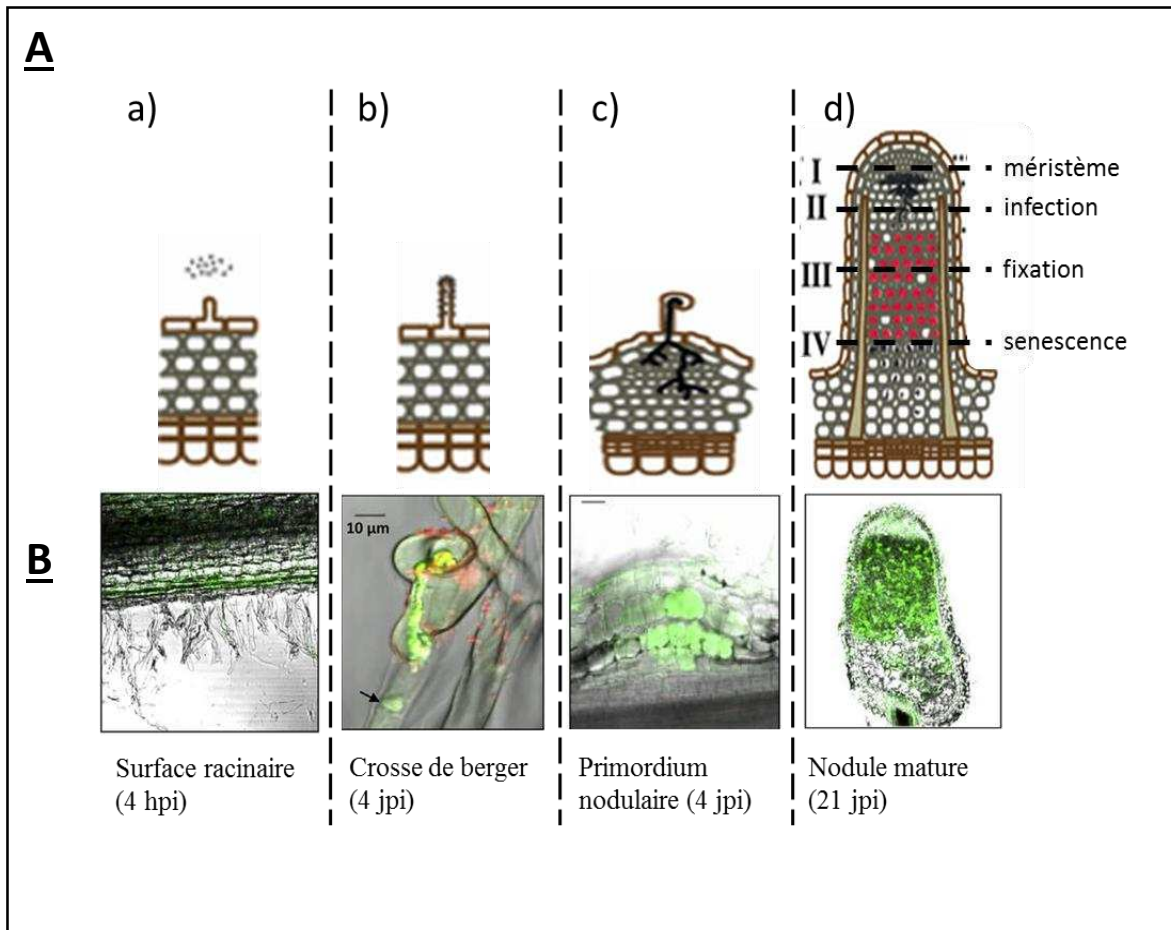 A
a)
b)
c)
d)
I
méristème
II
infection
III
fixation
IV
senescence
B
10 µm
Surface racinaire
(4 hpi)
Crosse de berger
(4 jpi)
Primordium
nodulaire (4 jpi)
Nodule mature
(21 jpi)